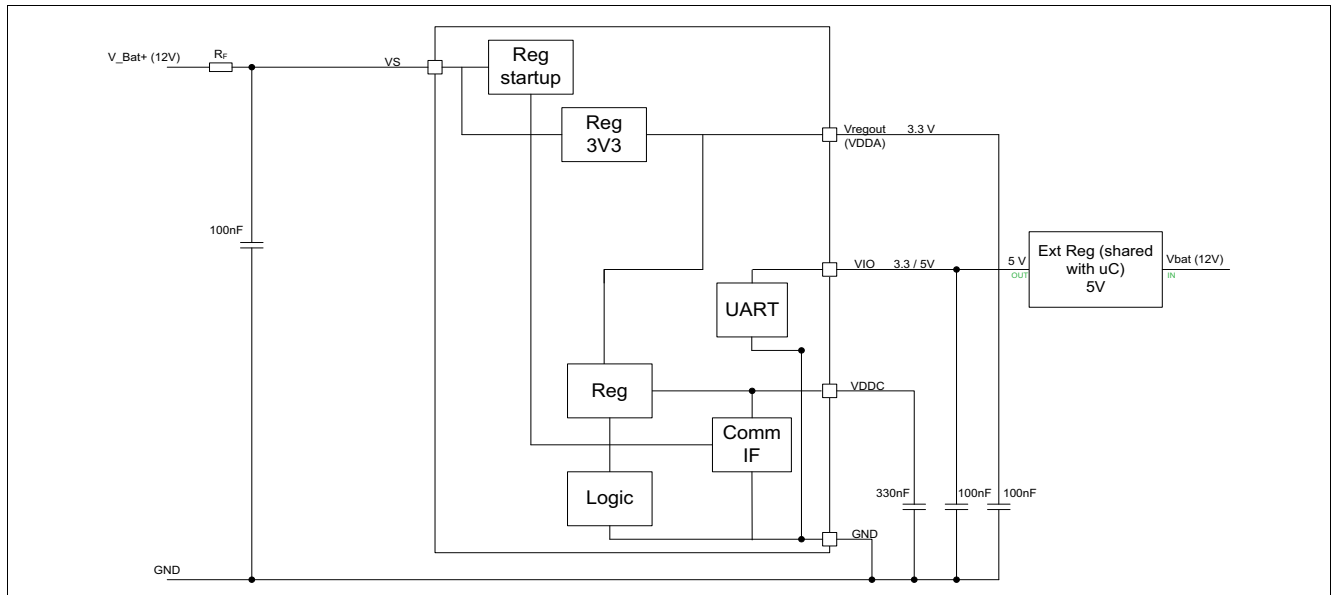 V_Bat+ (12V)
RF
VS
Reg
startup
Reg
3V3
Vregout
(VDDA)
3.3 V
100nF
VIO
3.3 / 5V
5 V
OUT
Ext Reg (shared
with uC)
5V
Vbat (12V)
IN
UART
Reg
VDDC
Comm
IF
Logic
330nF
100nF
100nF
GND
GND